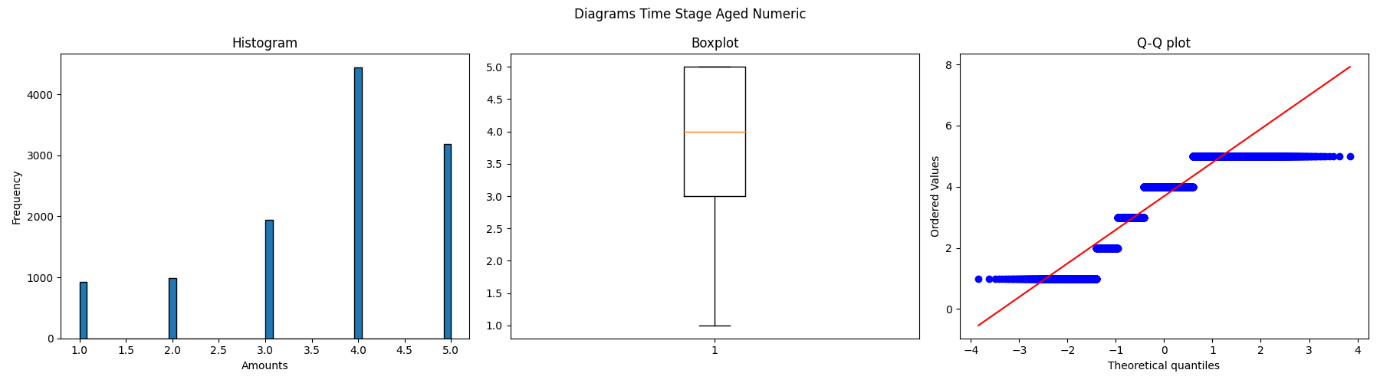 Diagrams Time Stage Aged Numeric
Histogram
Frequency
4000
3000
2000
1000
0
1.0 1.5 2.0 2.5 3.0 3.5 4.0 4.5 5.0
Amounts
Boxplot
5.0
4.5
4.0
3.5
3.0
2.5
2.0
1.5
1.0
1
Q-Q plot
Ordered Values
8
6
4
2
0
−4 −3 −2 −1 0 1 2 3 4
Theoretical quantiles